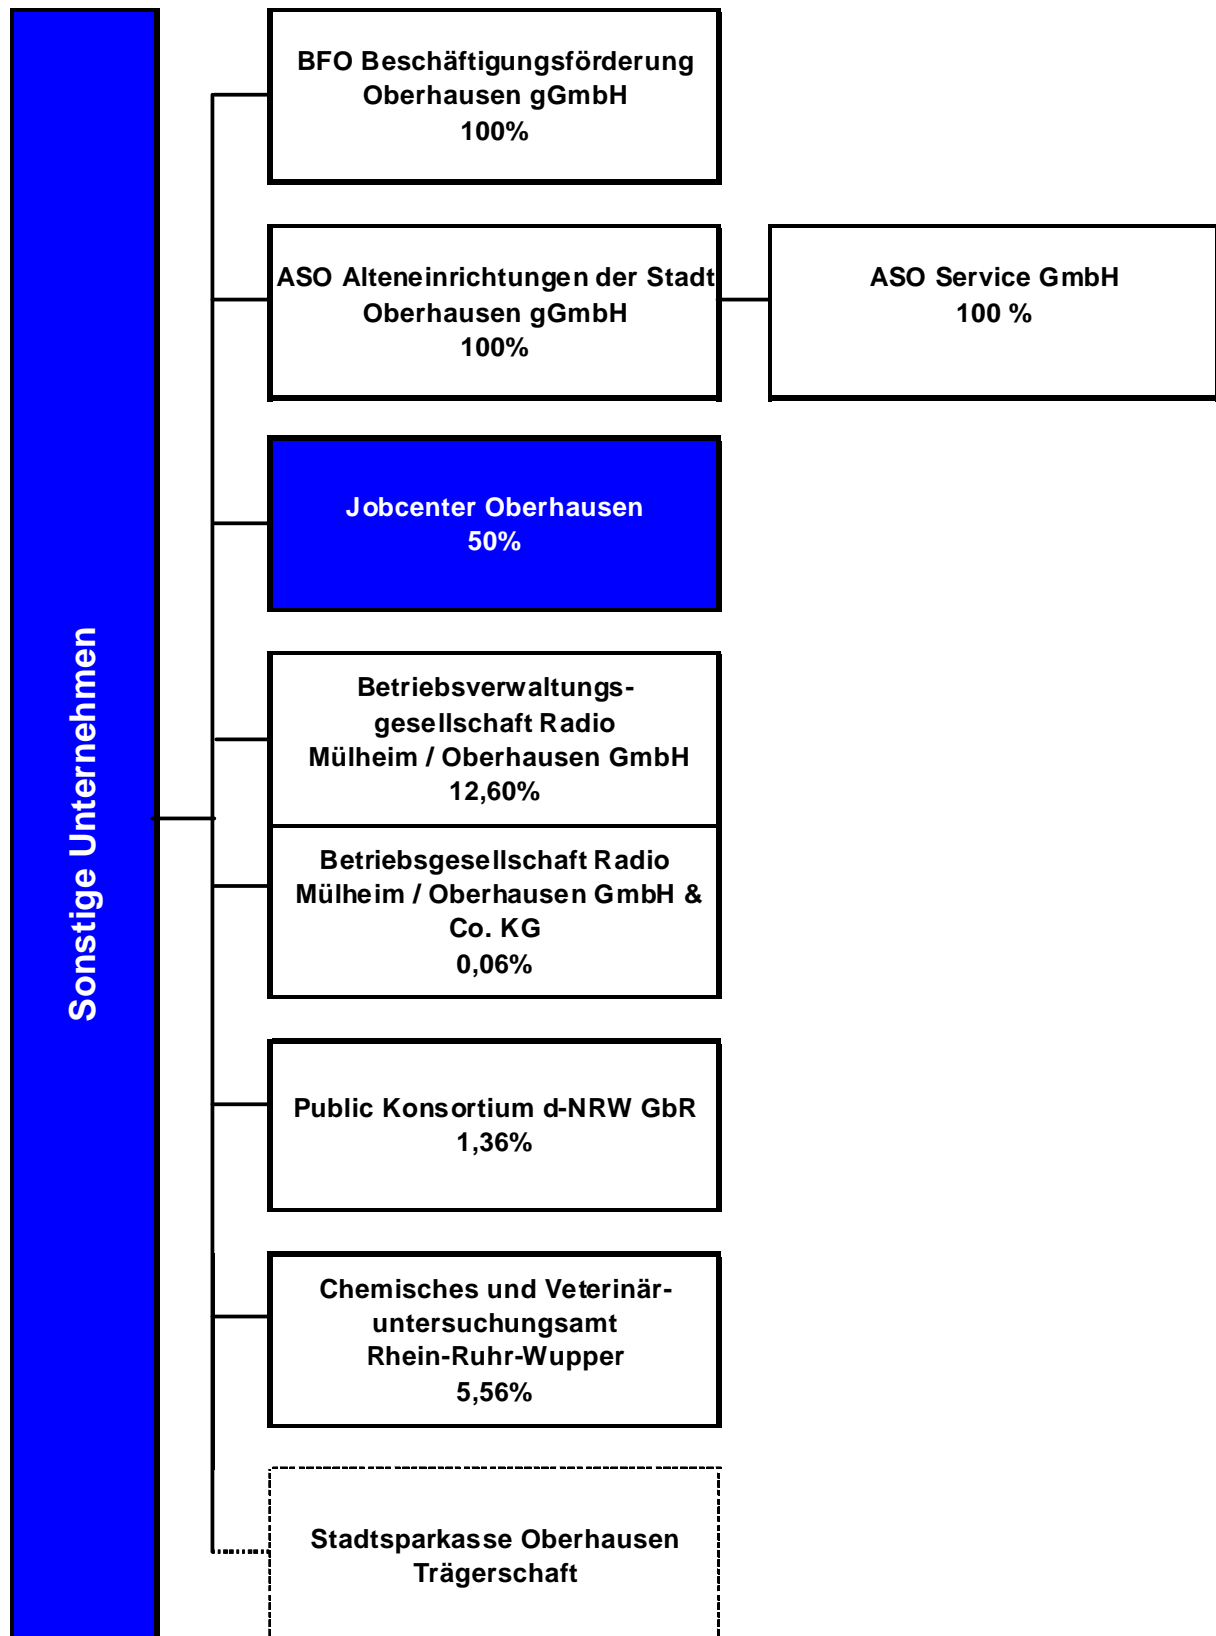 Sonstige Unternehmen
BFO Beschäftigungsförderung
Oberhausen gGmbH
100%
ASO Alteneinrichtungen der Stadt
Oberhausen gGmbH
100%
ASO Service GmbH
100 %
Jobcenter Oberhausen
50%
Betriebsverwaltungs-
gesellschaft Radio
Mülheim / Oberhausen GmbH
12,60%
Betriebsgesellschaft Radio
Mülheim / Oberhausen GmbH &
Co. KG
0,06%
Public Konsortium d-NRW GbR
1,36%
Chemisches und Veterinär-
untersuchungsamt
Rhein-Ruhr-Wupper
5,56%
Stadtsparkasse Oberhausen
Trägerschaft